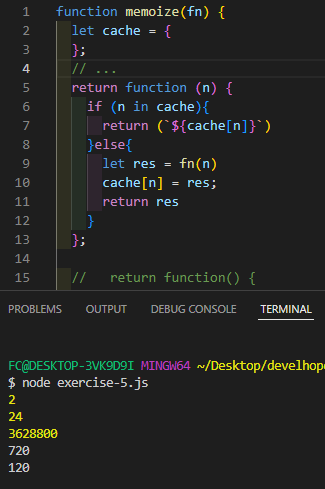 1 function memoize(fn) {
2 let cache = {
3 };
4 // ...
5 return function (n) {
6 if (n in cache){
7 return (`${cache[n]}`)
8 }else{
9 let res = fn(n)
10 cache[n] = res;
11 return res
12 }
13 };
14
15 // return function() {
PROBLEMS OUTPUT DEBUG CONSOLE TERMINAL
FC@DESKTOP-3VK9D9I MINGW64 ~/Desktop/develhop
$ node exercise-5.js
2
24
3628800
720
120